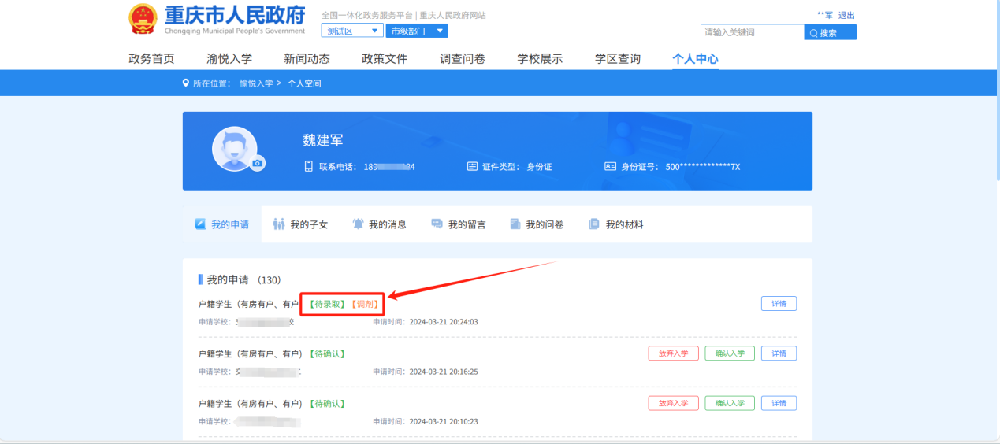 重庆市人民政府
Chongqing Municipal People's Government
全国一体化政务服务平台 | 重庆人民政府网站
测试区 市级部门
**军 退出
请输入关键词 搜索
政务首页 渝悦入学 新闻动态 政策文件 调查问卷 学校展示 学区查询 个人中心
所在位置： 愉悦入学 > 个人空间
魏建军
联系电话： 189 84 证件类型： 身份证 身份证号： 500*************7X
我的申请 我的子女 我的消息 我的留言 我的问卷 我的材料
我的申请 （130）
户籍学生（有房有户、有户 【待录取】【调剂】 详情
申请学校： 校 申请时间： 2024-03-21 20:24:03
户籍学生（有房有户、有户) 【待确认】 放弃入学 确认入学 详情
申请学校： 申请时间： 2024-03-21 20:16:25
户籍学生（有房有户、有户) 【待确认】 放弃入学 确认入学 详情
申请学校： 申请时间： 2024-03-21 20:10:23